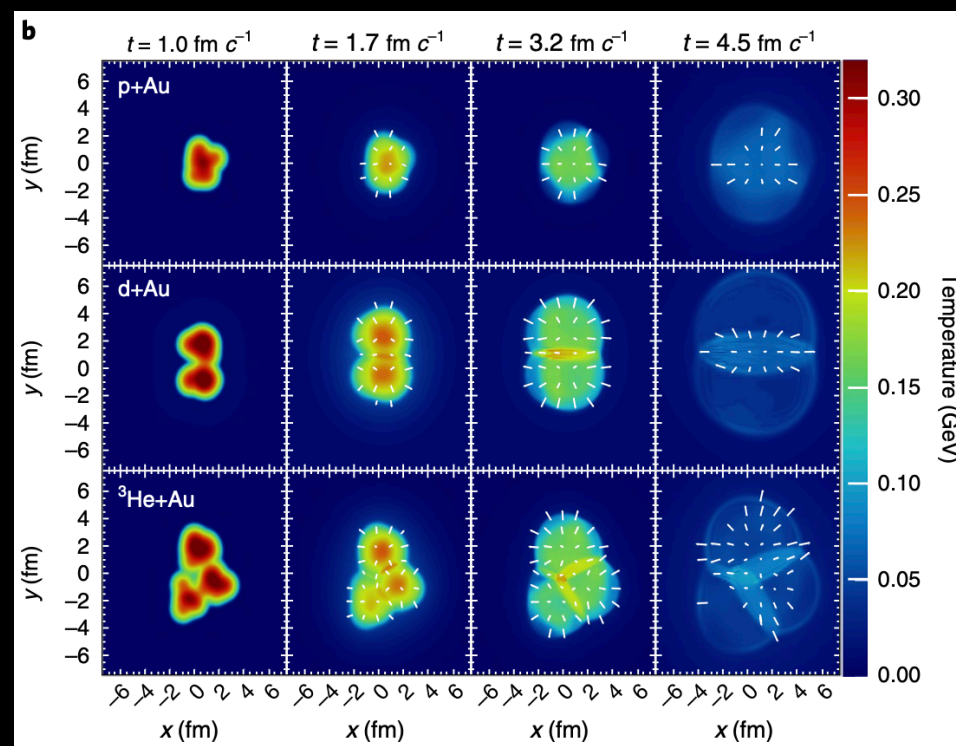 b
t = 1.0 fm c⁻¹ t = 1.7 fm c⁻¹ t = 3.2 fm c⁻¹ t = 4.5 fm c⁻¹
p+Au
6
4
2
0
–2
–4
–6
y (fm)
d+Au
6
4
2
0
–2
–4
–6
y (fm)
³He+Au
6
4
2
0
–2
–4
–6
y (fm)
–6 –4 –2 0 2 4 6 –6 –4 –2 0 2 4 6 –6 –4 –2 0 2 4 6 –6 –4 –2 0 2 4 6
x (fm) x (fm) x (fm) x (fm)
0.30
0.25
0.20
0.15
0.10
0.05
0.00
Temperature (GeV)